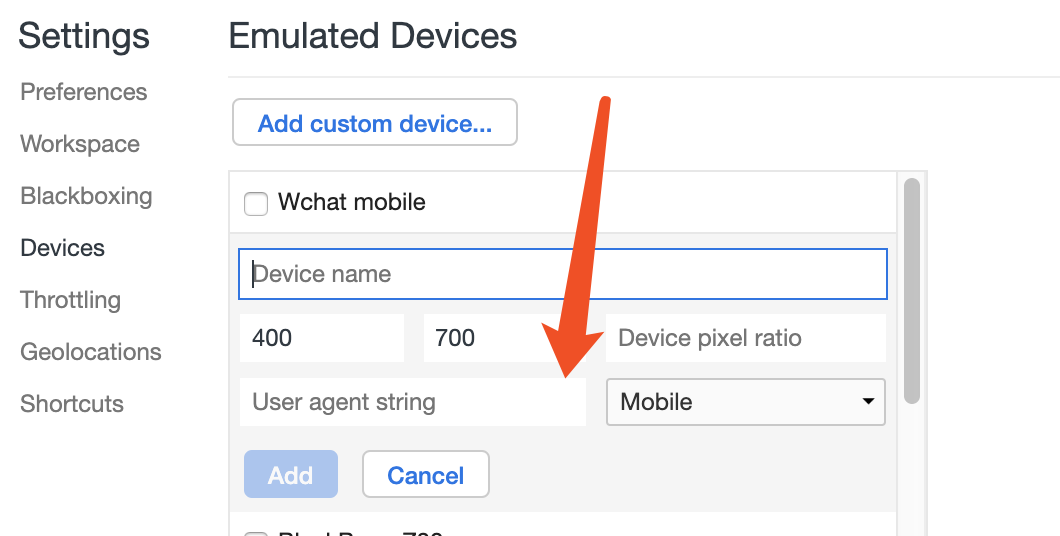 Settings
Preferences
Workspace
Blackboxing
Devices
Throttling
Geolocations
Shortcuts
Emulated Devices
Add custom device...
Wchat mobile
Device name
400 700 Device pixel ratio
User agent string Mobile
Add Cancel